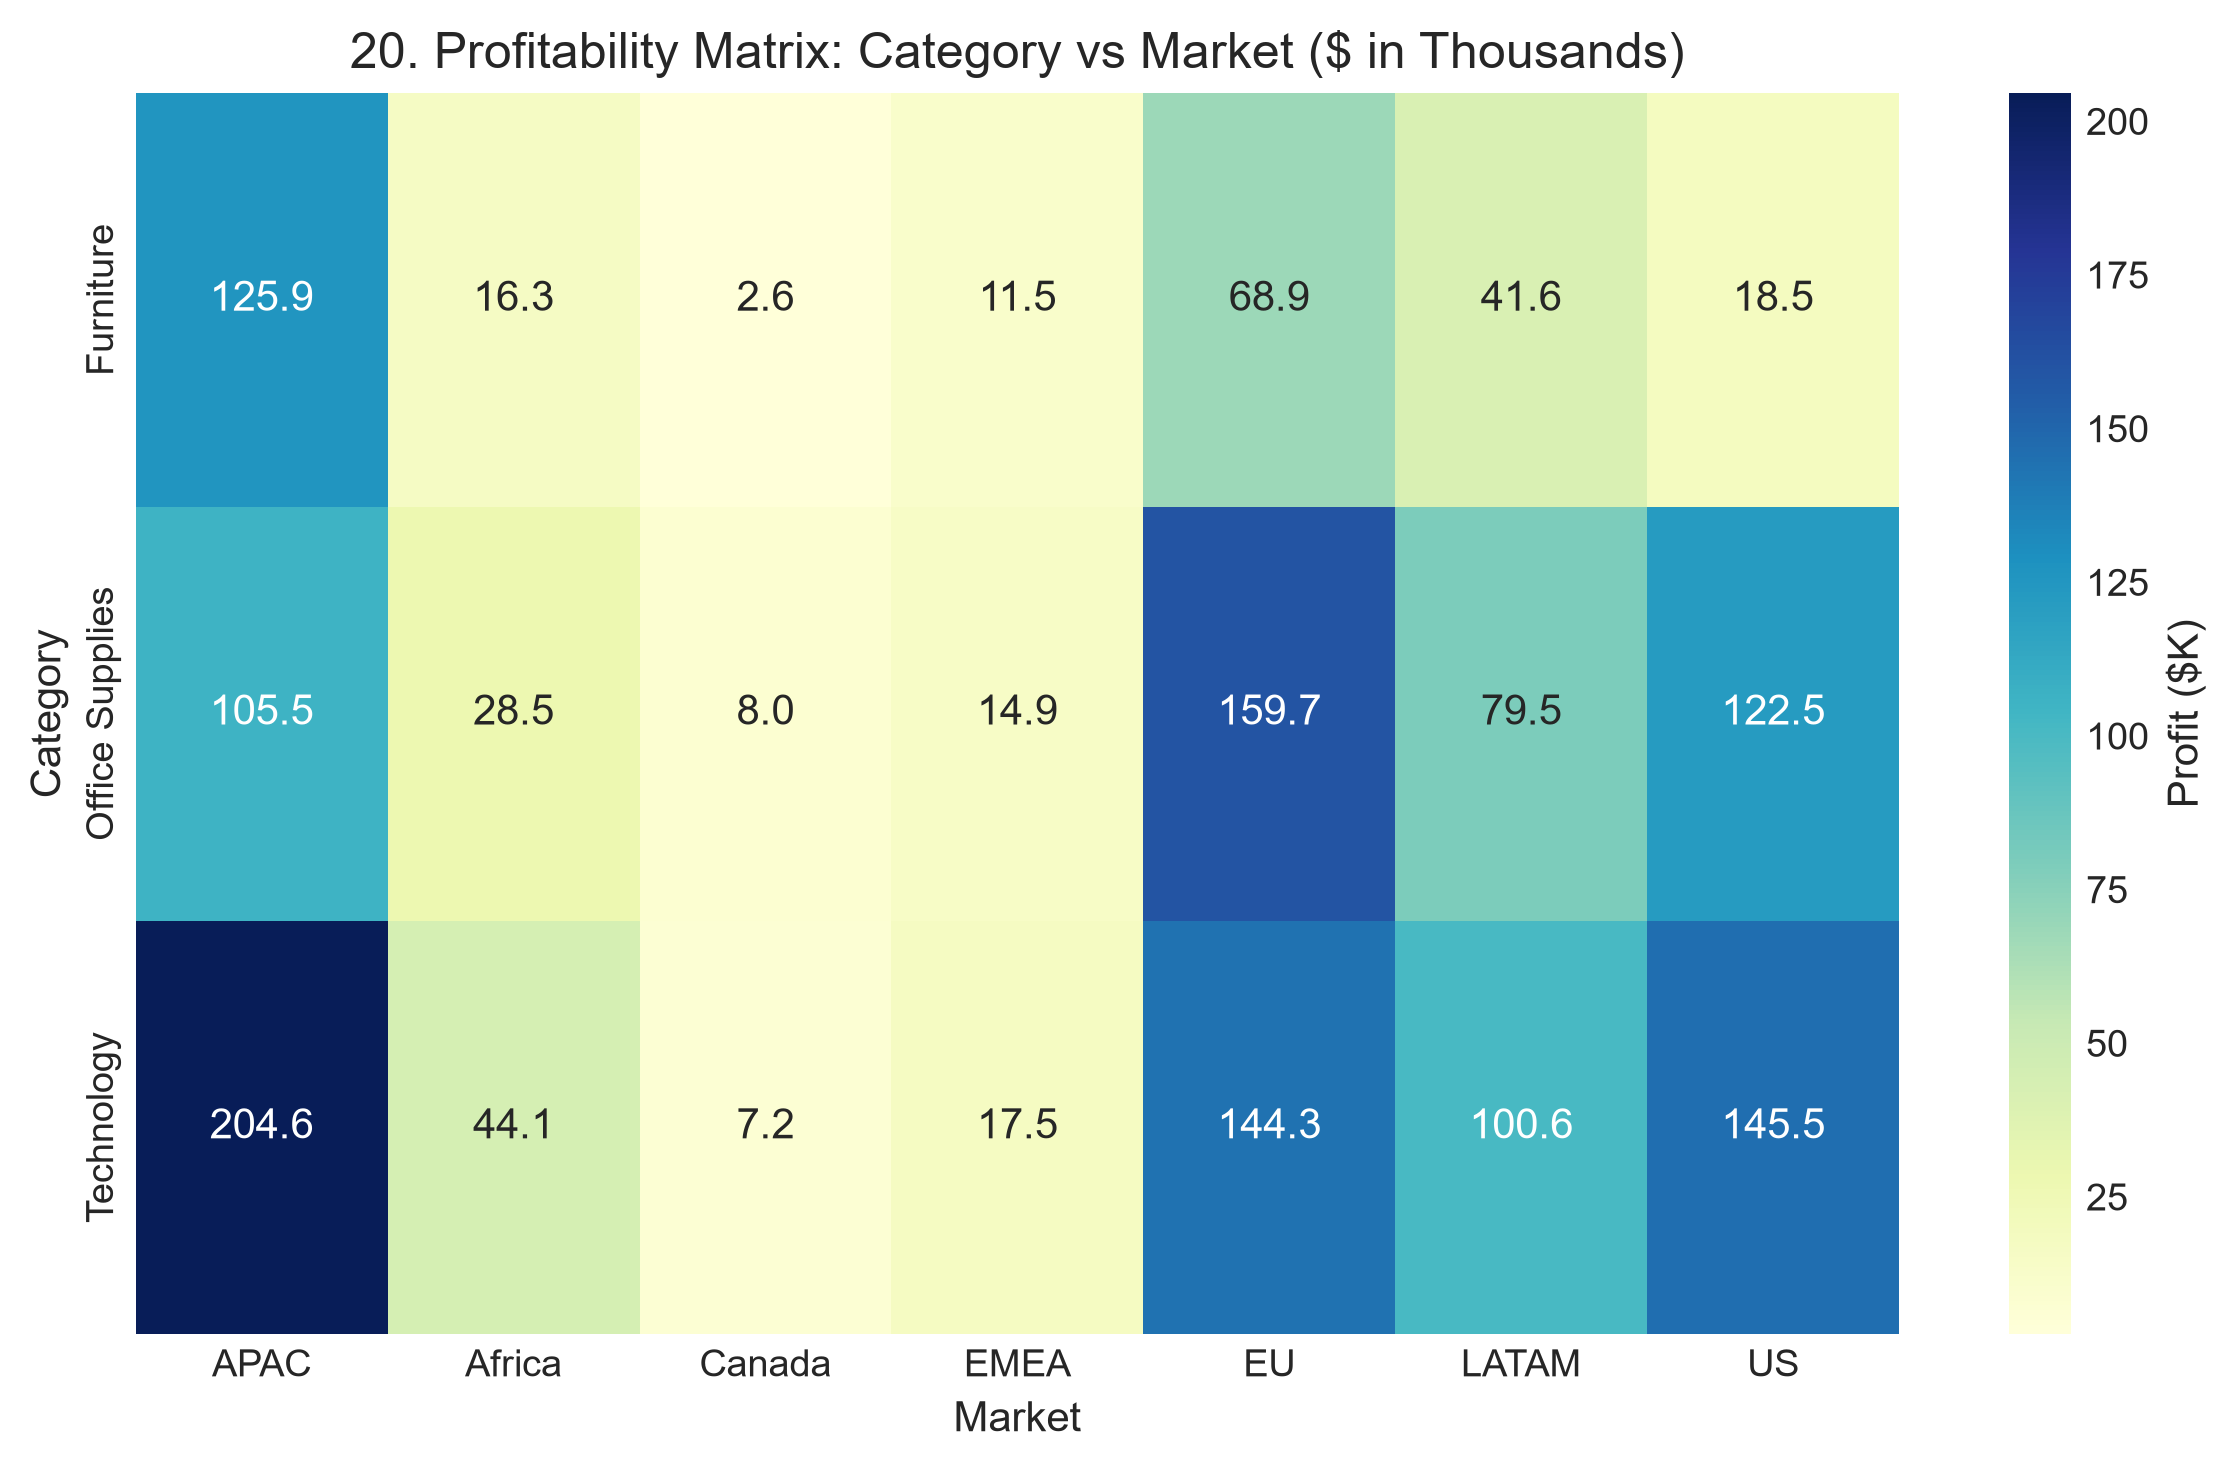 20. Profitability Matrix: Category vs Market ($ in Thousands)
Category
Furniture
125.9 16.3 2.6 11.5 68.9 41.6 18.5
Office Supplies
105.5 28.5 8.0 14.9 159.7 79.5 122.5
Technology
204.6 44.1 7.2 17.5 144.3 100.6 145.5
APAC Africa Canada EMEA EU LATAM US
Market
200
175
150
125
100
75
50
25
Profit ($K)